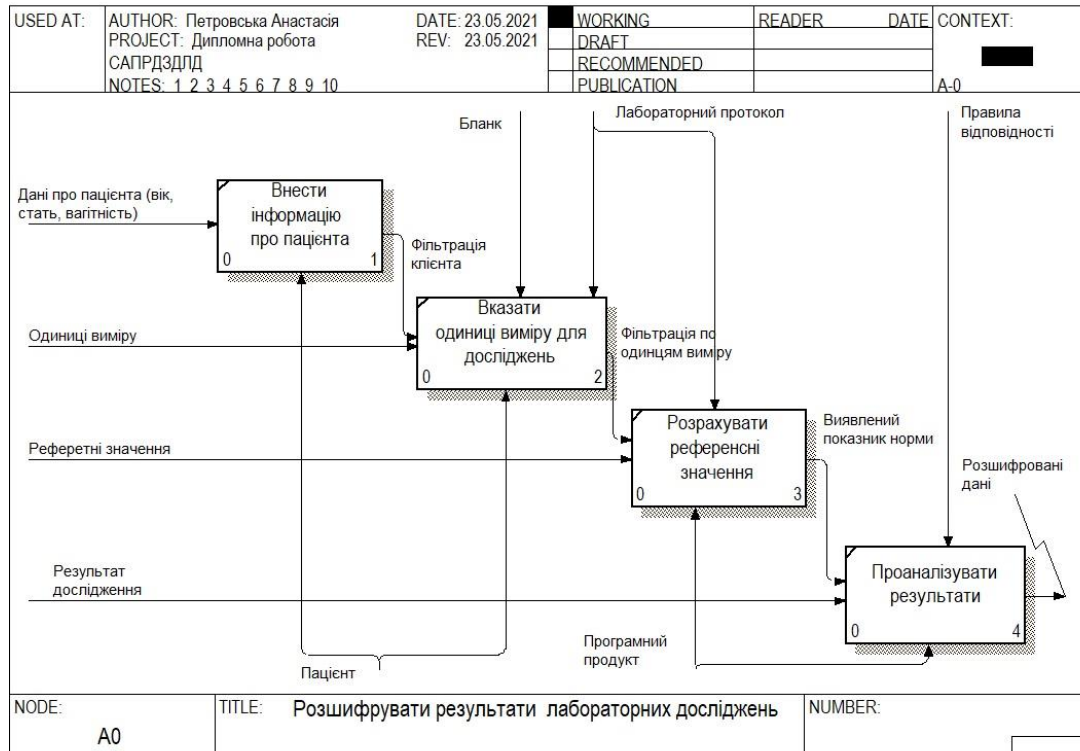 USED AT:
AUTHOR: Петровська Анастасія
DATE: 23.05.2021
PROJECT: Дипломна робота
REV: 23.05.2021
САПРДЗДЛД
NOTES: 1 2 3 4 5 6 7 8 9 10
WORKING
DRAFT
RECOMMENDED
PUBLICATION
READER
DATE
CONTEXT:
A-0
Бланк
Лабораторний протокол
Правила
відповідності
Дані про пацієнта (вік,
стать, вагітність)
Внести
інформацію
про пацієнта
0
1
Фільтрація
клієнта
Одиниці виміру
Вказати
одиниці виміру для
досліджень
0
2
Фільтрація по
одинцям виміру
Реферетні значення
Розрахувати
референсні
значення
0
3
Виявлений
показник норми
Розшифровані
дані
Результат
дослідження
Проаналізувати
результати
0
4
Пацієнт
Програмний
продукт
NODE:
A0
TITLE:
Розшифрувати результати лабораторних досліджень
NUMBER: